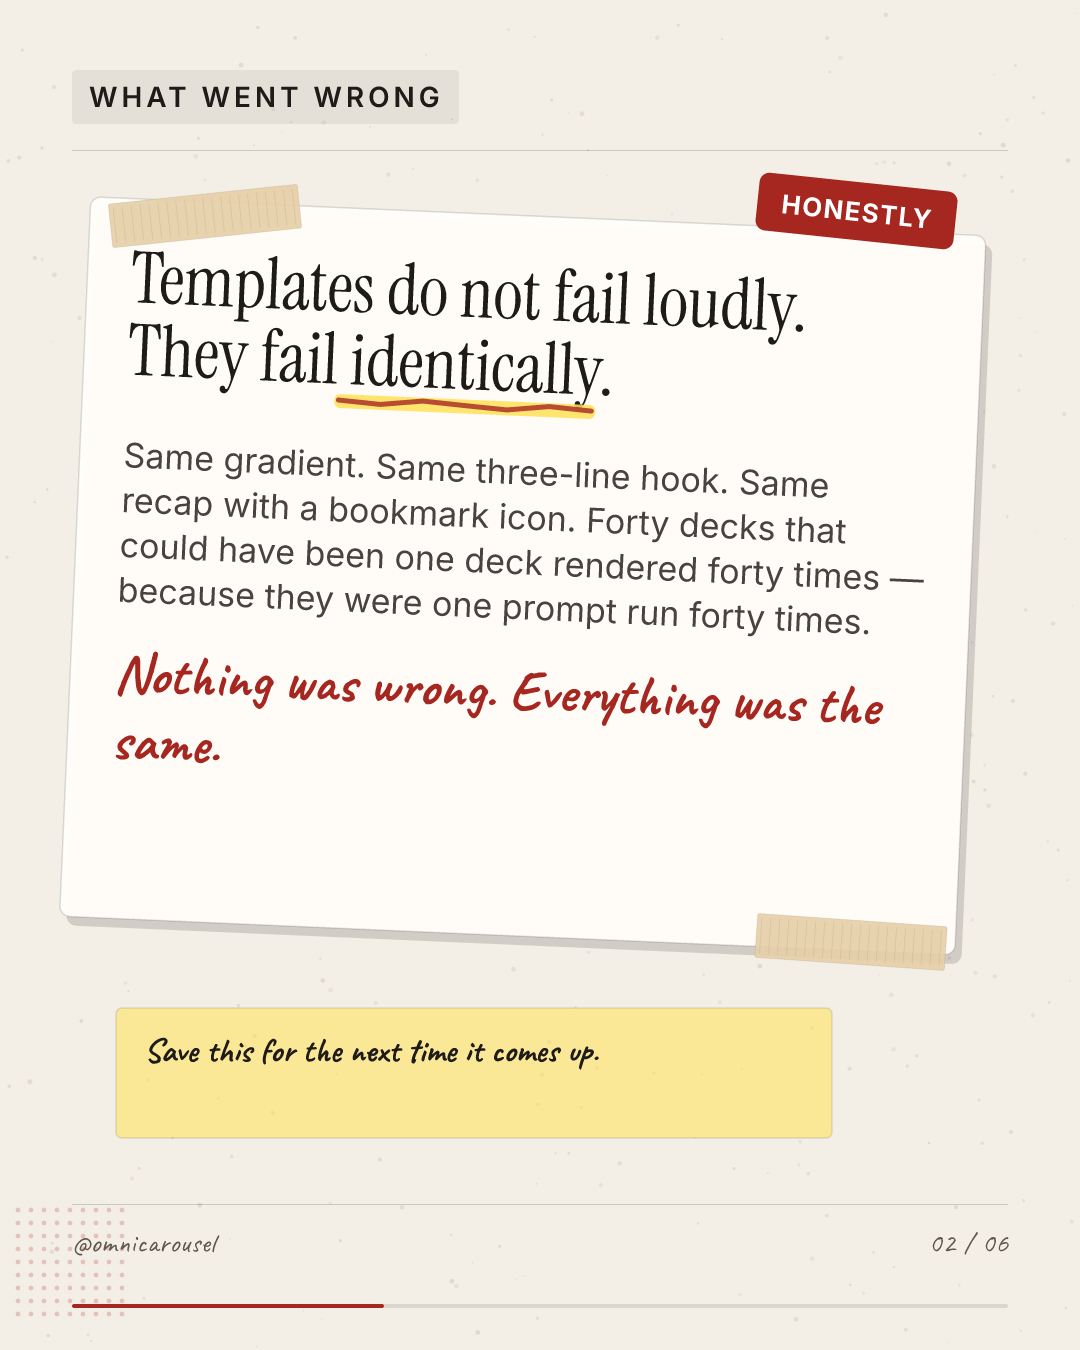 WHAT WENT WRONG
HONESTLY
Templates do not fail loudly.
They fail identically.
Same gradient. Same three-line hook. Same
recap with a bookmark icon. Forty decks that
could have been one deck rendered forty times —
because they were one prompt run forty times.
Nothing was wrong. Everything was the
same.
Save this for the next time it comes up.
@omnicarousel
02 / 06